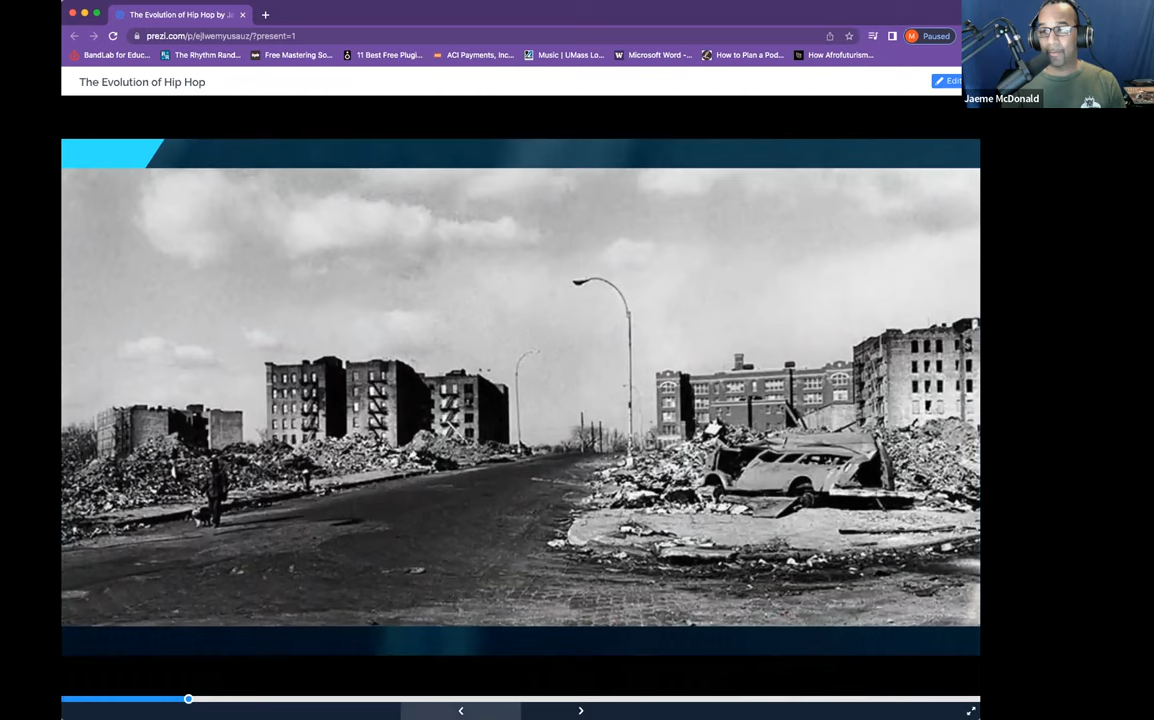 The Evolution of Hip Hop by Ja
prezi.com/p/ejlwemyusauz/?present=1
M Paused
BandLab for Educ... The Rhythm Rand... Free Mastering So... 11 Best Free Plugi... ACI Payments, Inc... Music | UMass Lo... Microsoft Word -... How to Plan a Pod... How Afrofuturism...
The Evolution of Hip Hop
Edit
Jaeme McDonald